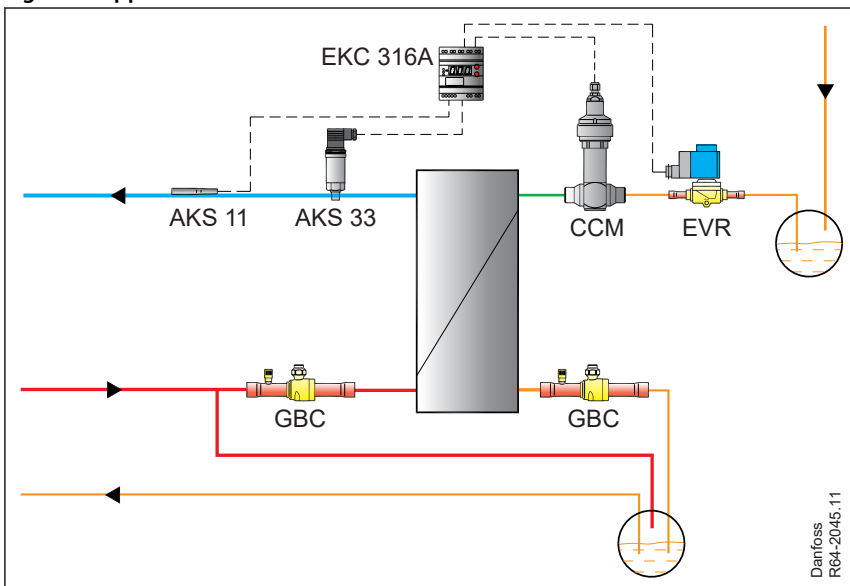 EKC 316A
AKS 11
AKS 33
CCM
EVR
GBC
GBC
Danfoss
R64-2045.11